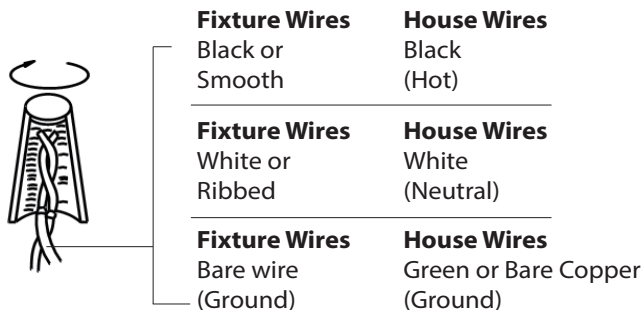 Fixture Wires House Wires
Black or Black
Smooth (Hot)
Fixture Wires House Wires
White or White
Ribbed (Neutral)
Fixture Wires House Wires
Bare wire Green or Bare Copper
(Ground) (Ground)